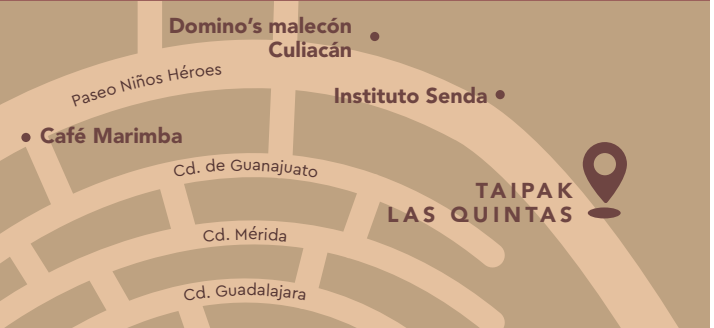 Domino's malecón
Culiacán
Paseo Niños Héroes
Instituto Senda
Café Marimba
Cd. de Guanajuato
TAIPAK
LAS QUINTAS
Cd. Mérida
Cd. Guadalajara